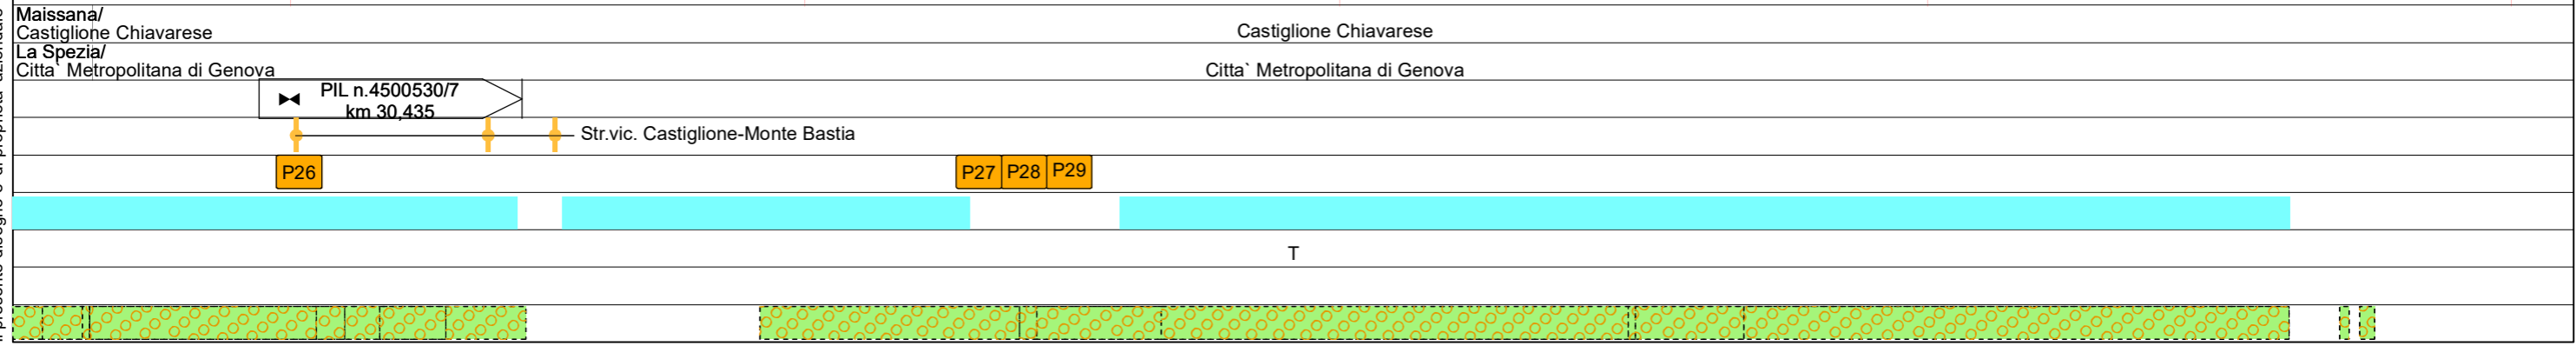 Maissana/
Castiglione Chiavarese
Castiglione Chiavarese
La Spezia/
Citta` Metropolitana di Genova
Citta` Metropolitana di Genova
PIL n.4500530/7
km 30,435
Str.vic. Castiglione-Monte Bastia
P26
P27
P28
P29
T